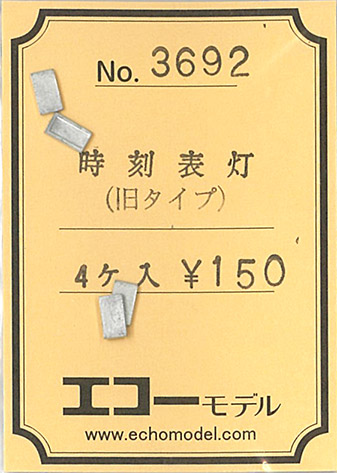 No. 3692
時刻表灯
(旧タイプ)
4ケ入 ¥150
エコーモデル
www.echomodel.com